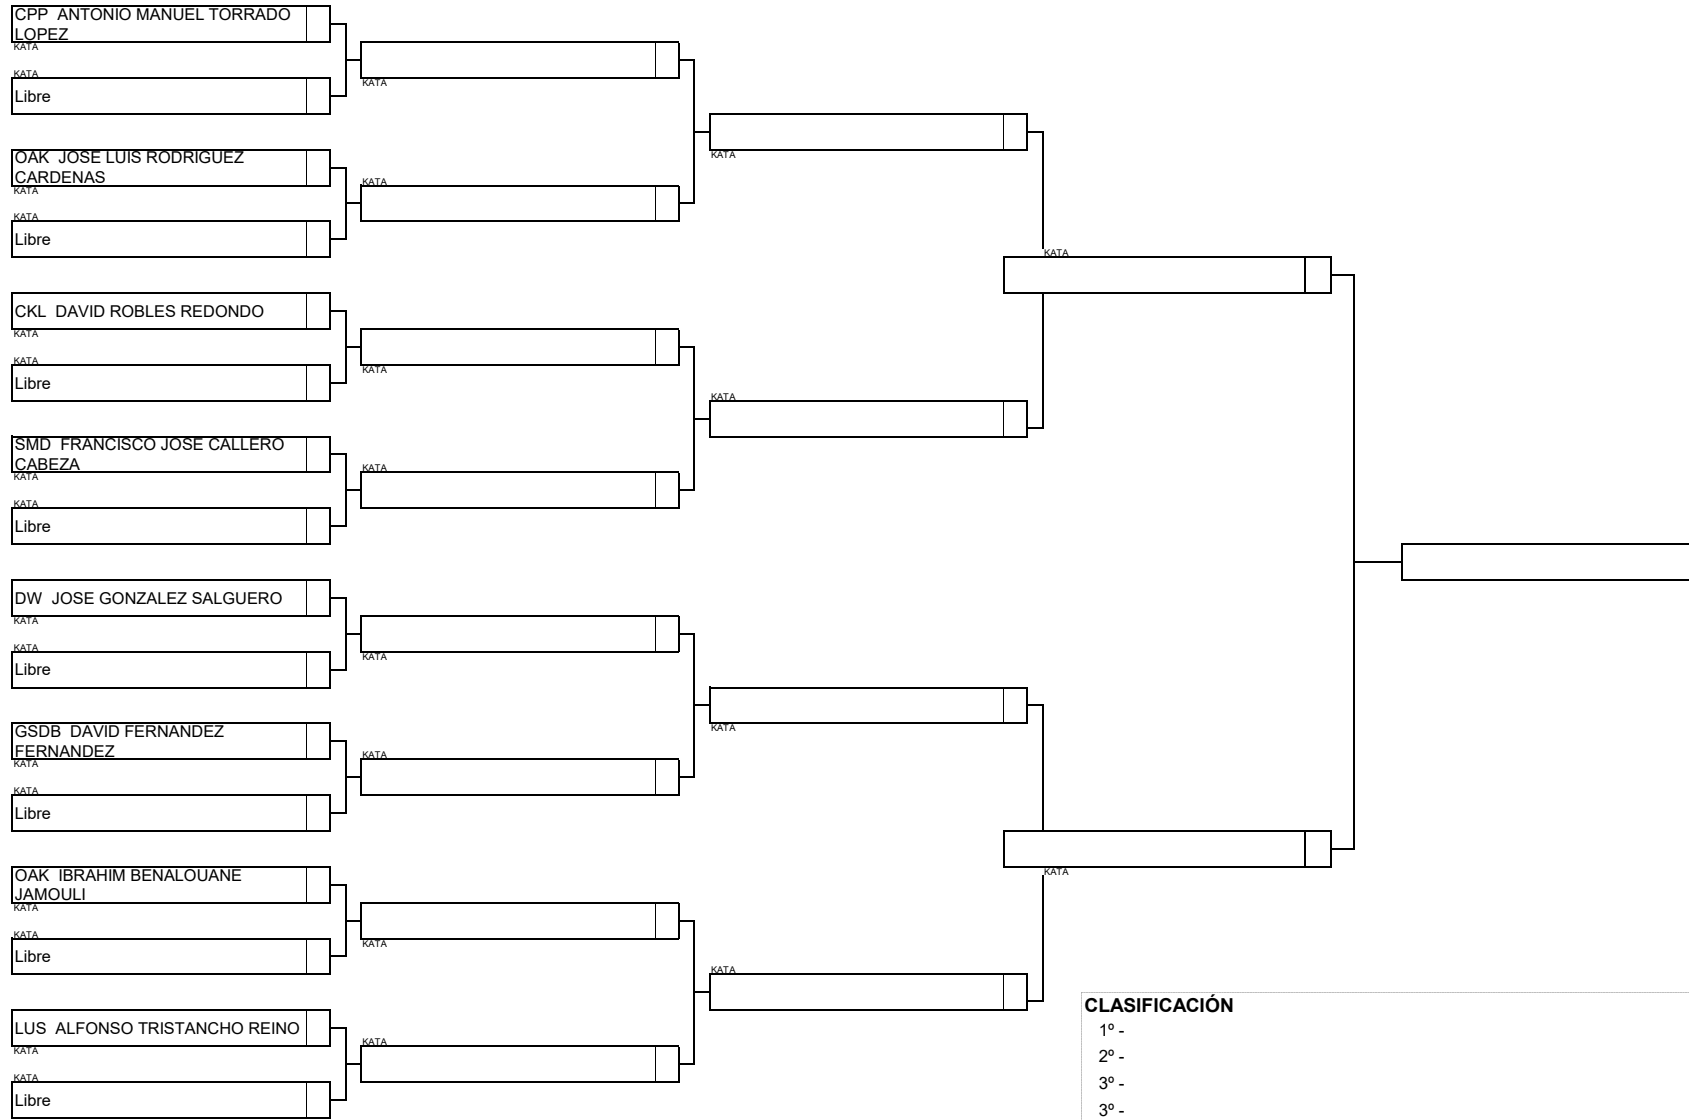 CPP  ANTONIO MANUEL TORRADO
LOPEZ
KATA
KATA
Libre
OAK  JOSE LUIS RODRIGUEZ
CARDENAS
KATA
KATA
Libre
CKL  DAVID ROBLES REDONDO
KATA
KATA
Libre
SMD  FRANCISCO JOSE CALLERO
CABEZA
KATA
KATA
Libre
DW  JOSE GONZALEZ SALGUERO
KATA
KATA
Libre
GSDB  DAVID FERNANDEZ
FERNANDEZ
KATA
KATA
Libre
OAK  IBRAHIM BENALOUANE
JAMOULI
KATA
KATA
Libre
LUS  ALFONSO TRISTANCHO REINO
KATA
KATA
Libre
KATA
KATA
KATA
KATA
KATA
KATA
KATA
KATA
KATA
KATA
KATA
KATA
KATA
KATA
CLASIFICACIÓN
1º -
2º -
3º -
3º -